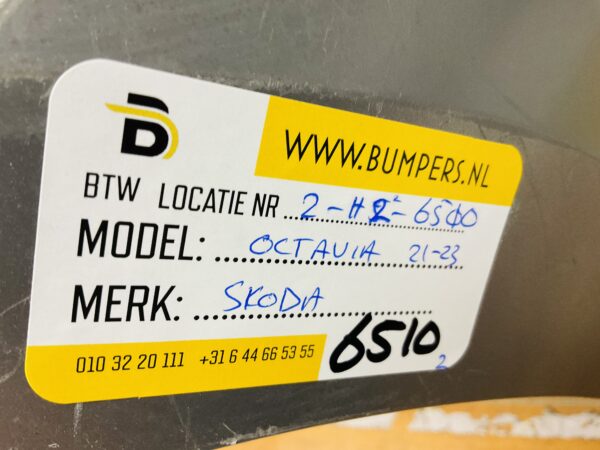 B
WWW.BUMPERS.NL
BTW LOCATIE NR 2-H2-6510
MODEL: OCTAVIA 21-23
MERK: SKODA
010 32 20 111 +31 6 44 66 53 55
6510
2